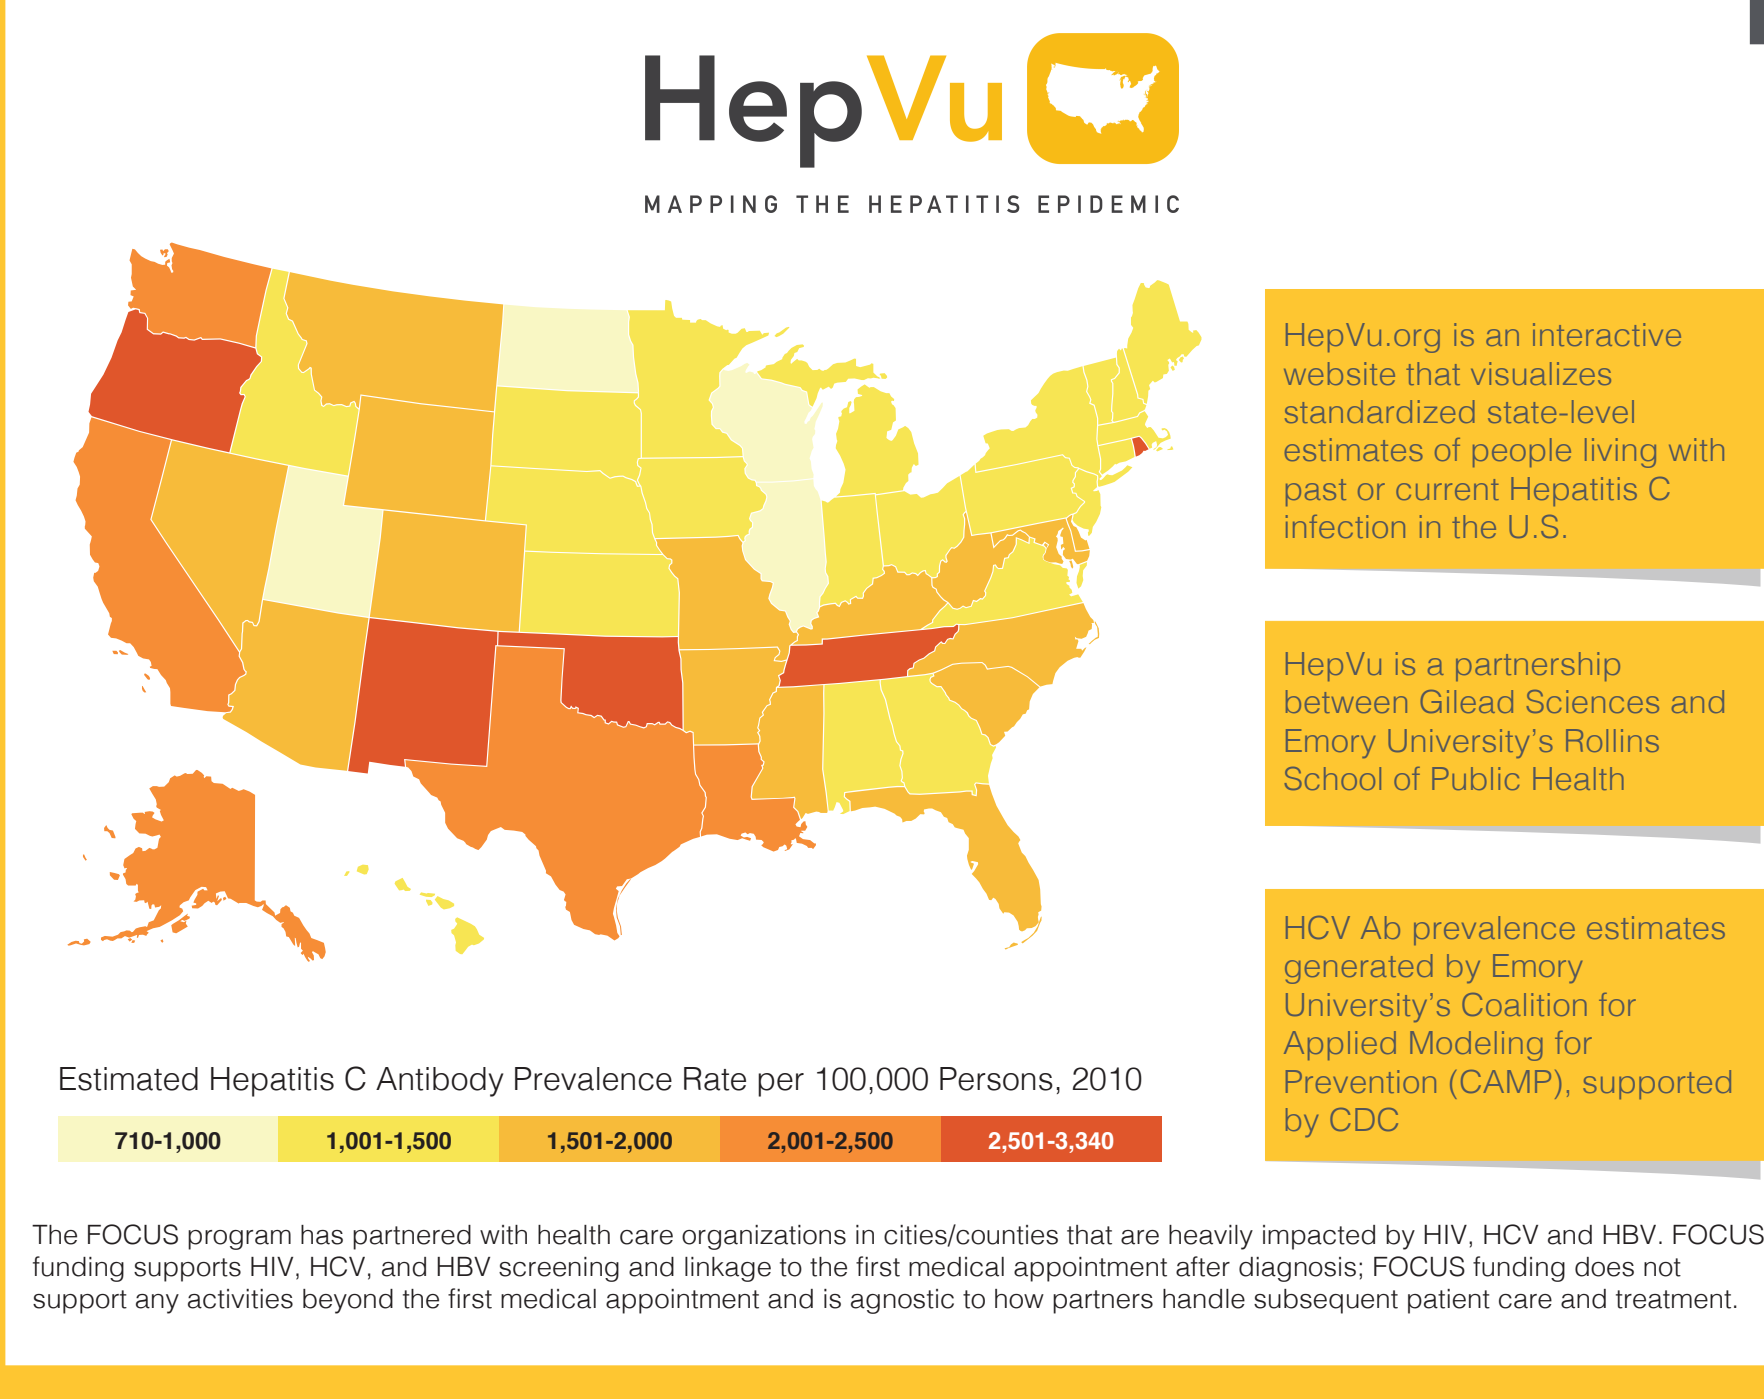 HepVu
MAPPING THE HEPATITIS EPIDEMIC
HepVu.org is an interactive
website that visualizes
standardized state-level
estimates of people living with
past or current Hepatitis C
infection in the U.S.
HepVu is a partnership
between Gilead Sciences and
Emory University’s Rollins
School of Public Health
HCV Ab prevalence estimates
generated by Emory
University’s Coalition for
Applied Modeling for
Prevention (CAMP), supported
by CDC
Estimated Hepatitis C Antibody Prevalence Rate per 100,000 Persons, 2010
710-1,000 1,001-1,500 1,501-2,000 2,001-2,500 2,501-3,340
The FOCUS program has partnered with health care organizations in cities/counties that are heavily impacted by HIV, HCV and HBV. FOCUS
funding supports HIV, HCV, and HBV screening and linkage to the first medical appointment after diagnosis; FOCUS funding does not
support any activities beyond the first medical appointment and is agnostic to how partners handle subsequent patient care and treatment.